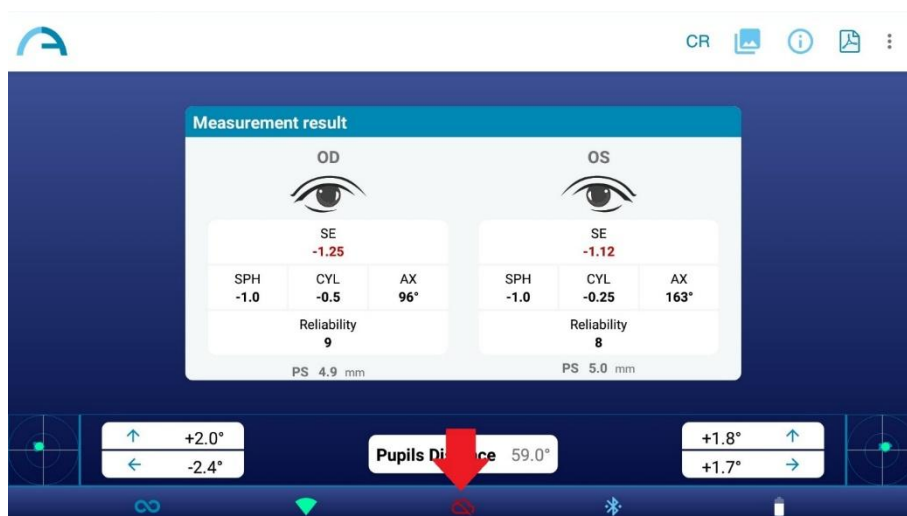 CR
Measurement result
OD
OS
SE
-1.25
SE
-1.12
SPH CYL AX
-1.0 -0.5 96°
SPH CYL AX
-1.0 -0.25 163°
Reliability
9
Reliability
8
PS 4.9 mm
PS 5.0 mm
+2.0°
-2.4°
Pupils 59.0°
+1.8°
+1.7°